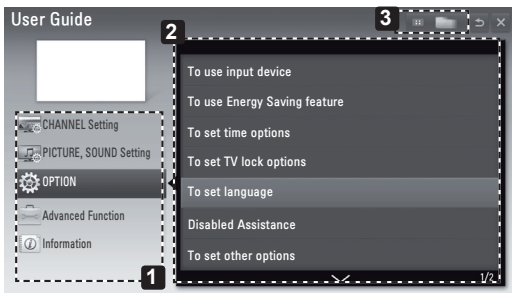 User Guide
3
2
To use input device
To use Energy Saving feature
To set time options
To set TV lock options
To set language
Disabled Assistance
To set other options
1/2
CHANNEL Setting
PICTURE, SOUND Setting
OPTION
Advanced Function
Information
1